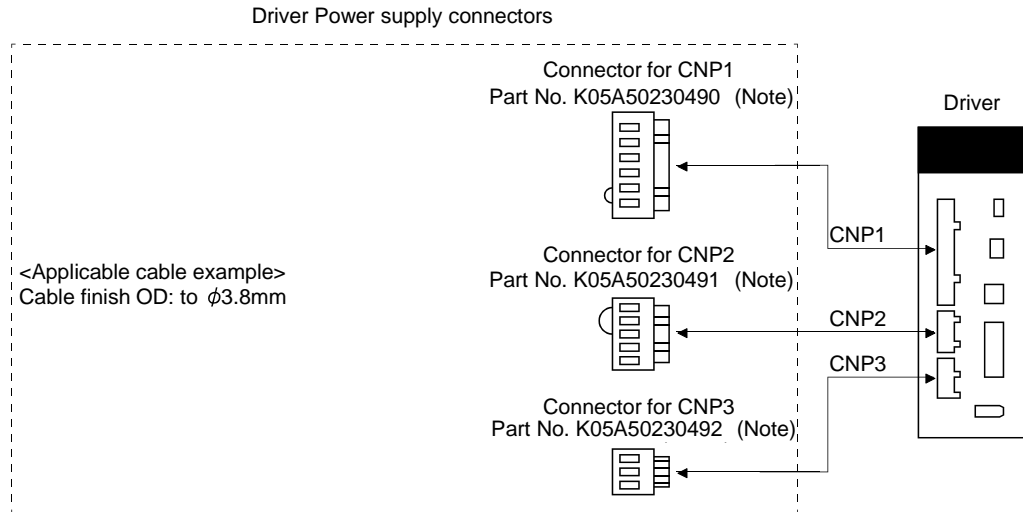 Driver Power supply connectors
Connector for CNP1
Part No. K05A50230490 (Note)
Driver
CNP1
<Applicable cable example>
Cable finish OD: to ϕ3.8mm
Connector for CNP2
Part No. K05A50230491 (Note)
CNP2
CNP3
Connector for CNP3
Part No. K05A50230492 (Note)